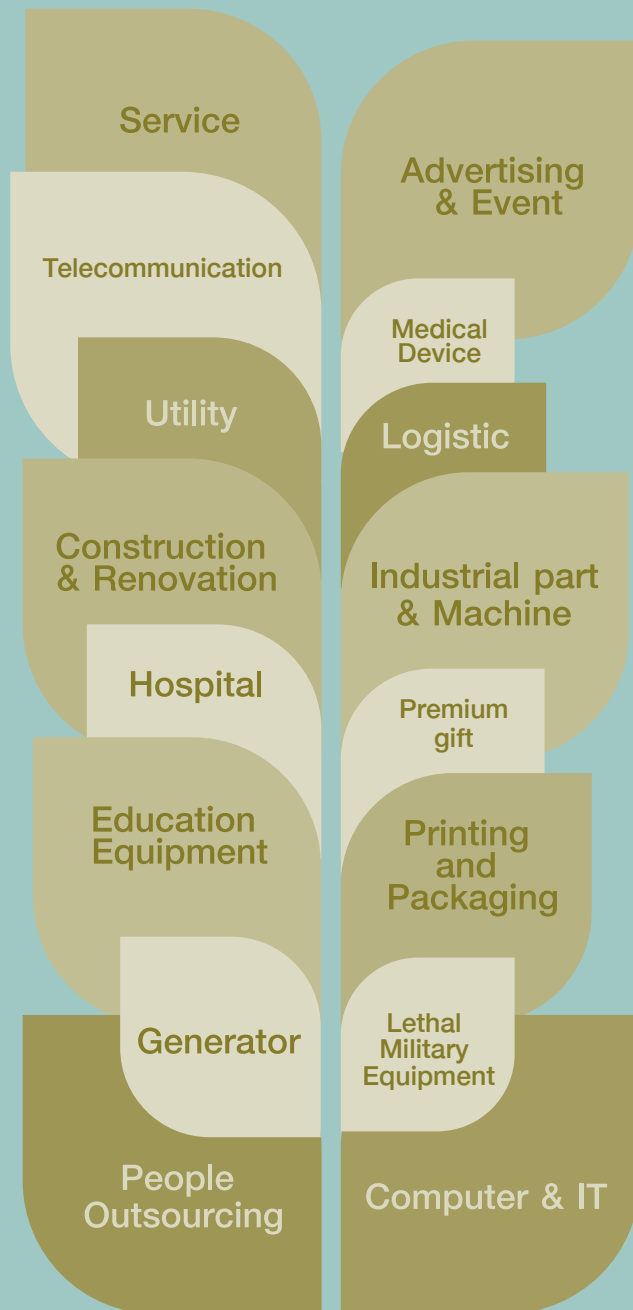 Service
Telecommunication
Utility
Construction
& Renovation
Hospital
Education
Equipment
Generator
People
Outsourcing
Advertising
& Event
Medical
Device
Logistic
Industrial part
& Machine
Premium
gift
Printing
and
Packaging
Lethal
Military
Equipment
Computer & IT